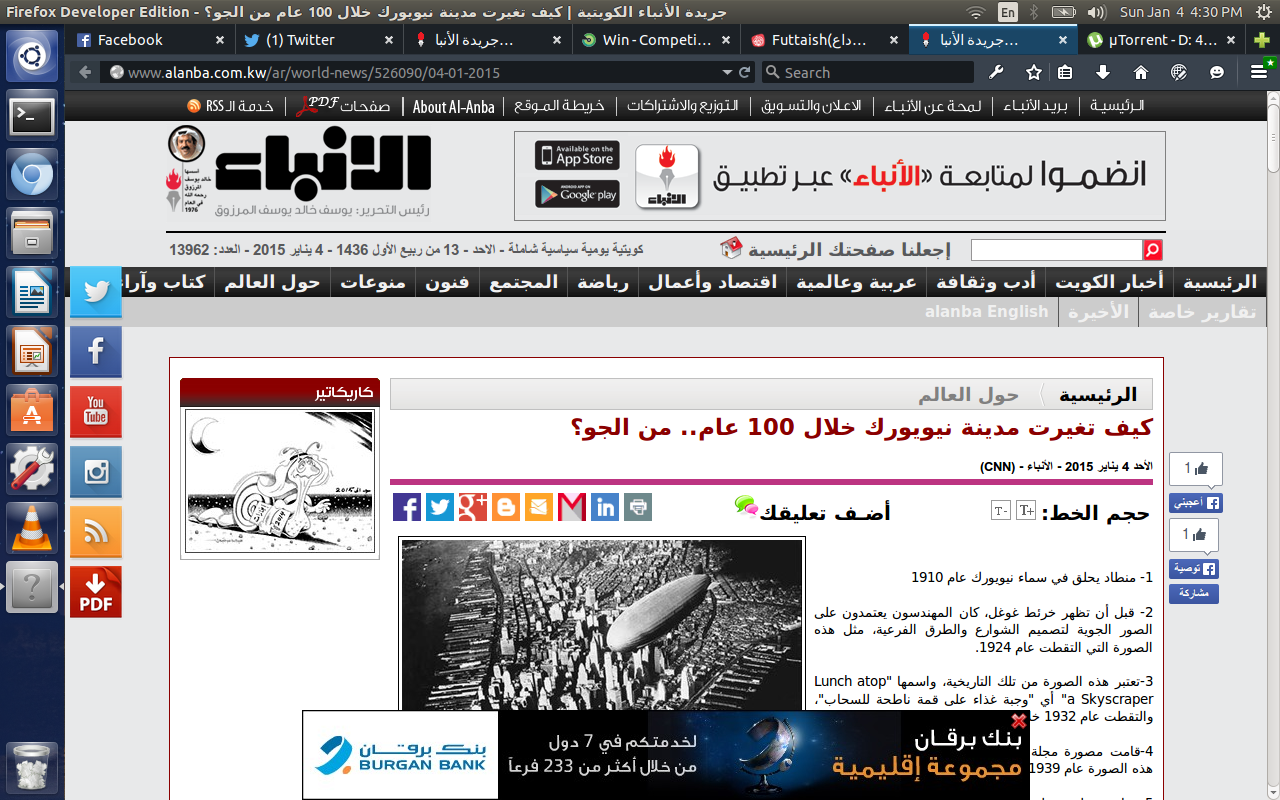 Firefox Developer Edition - جريدة الأنباء الكويتية | كيف تغيرت مدينة نيويورك خلال 100 عام من الجو؟
En
Sun Jan 4 4:30 PM
Facebook
(1) Twitter
جريدة الأنبا...
Win - Competi...
Futtaish(داع...
جريدة الأنبا...
µTorrent - D: 4...
www.alanba.com.kw/ar/world-news/526090/04-01-2015
Search
الرئيسية | بريد الأنباء | لمحة عن الأنباء | الاعلان والتسويق | التوزيع والاشتراكات | خريطة الموقع | About Al-Anba | صفحات PDF | خدمة الـ RSS
الانباء
أسسها
خالد يوسف
المرزوق
رحمه الله
في العام
1976
رئيس التحرير: يوسف خالد يوسف المرزوق
انضموا لمتابعة «الأنباء» عبر تطبيق
الانباء
Available on the
App Store
ANDROID APP ON
Google play
إجعلنا صفحتك الرئيسية
كويتية يومية سياسية شاملة - الاحد - 13 من ربيع الأول 1436 - 4 يناير 2015 - العدد: 13962
الرئيسية
أخبار الكويت
أدب وثقافة
عربية وعالمية
اقتصاد وأعمال
رياضة
المجتمع
فنون
منوعات
حول العالم
كتاب وآرا
تقارير خاصة
الأخيرة
alanba English
You
Tube
PDF
الرئيسية
حول العالم
كاريكاتير
كيف تغيرت مدينة نيويورك خلال 100 عام.. من الجو؟
الأحد 4 يناير 2015 - الأنباء - (CNN)
حجم الخط: T+ T-
أضـف تعليقك
1
أعجبني
1
توصية
مشاركة
1- منطاد يحلق في سماء نيويورك عام 1910
2- قبل أن تظهر خرئط غوغل، كان المهندسون يعتمدون على
الصور الجوية لتصميم الشوارع والطرق الفرعية، مثل هذه
الصورة التي التقطت عام 1924.
3-تعتبر هذه الصورة من تلك التاريخية، واسمها "Lunch atop
a Skyscraper" أي "وجبة غذاء على قمة ناطحة للسحاب"،
والتقطت عام 1932
4-قامت مصورة مجلة
هذه الصورة عام 1939
بنك برقان
BURGAN BANK
لخدمتكم في 7 دول
من خلال أكثر من 233 فرعاً
بنك برقان
مجموعة إقليمية